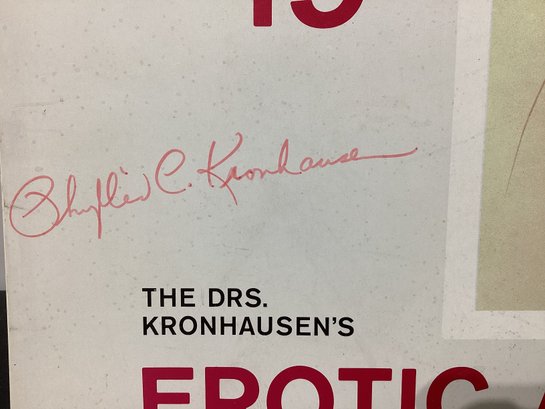 Phyllis C. Kronhausen
THE DRS.
KRONHAUSEN'S
EROTIC